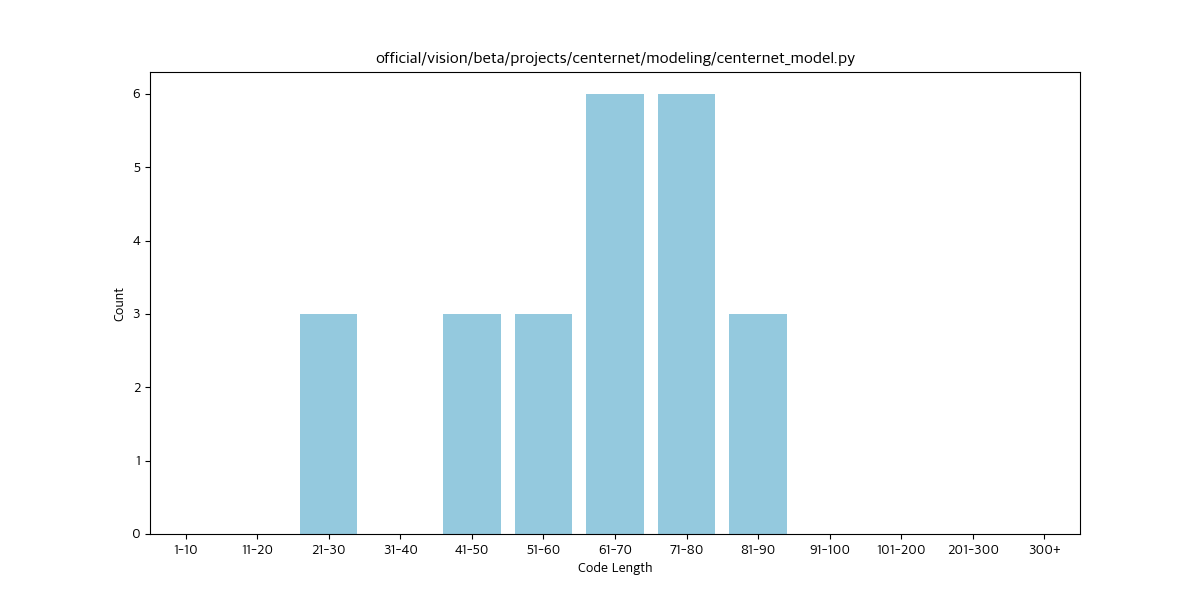 official/vision/beta/projects/centernet/modeling/centernet_model.py
6
5
4
3
2
1
0
Count
1-10 11-20 21-30 31-40 41-50 51-60 61-70 71-80 81-90 91-100 101-200 201-300 300+
Code Length